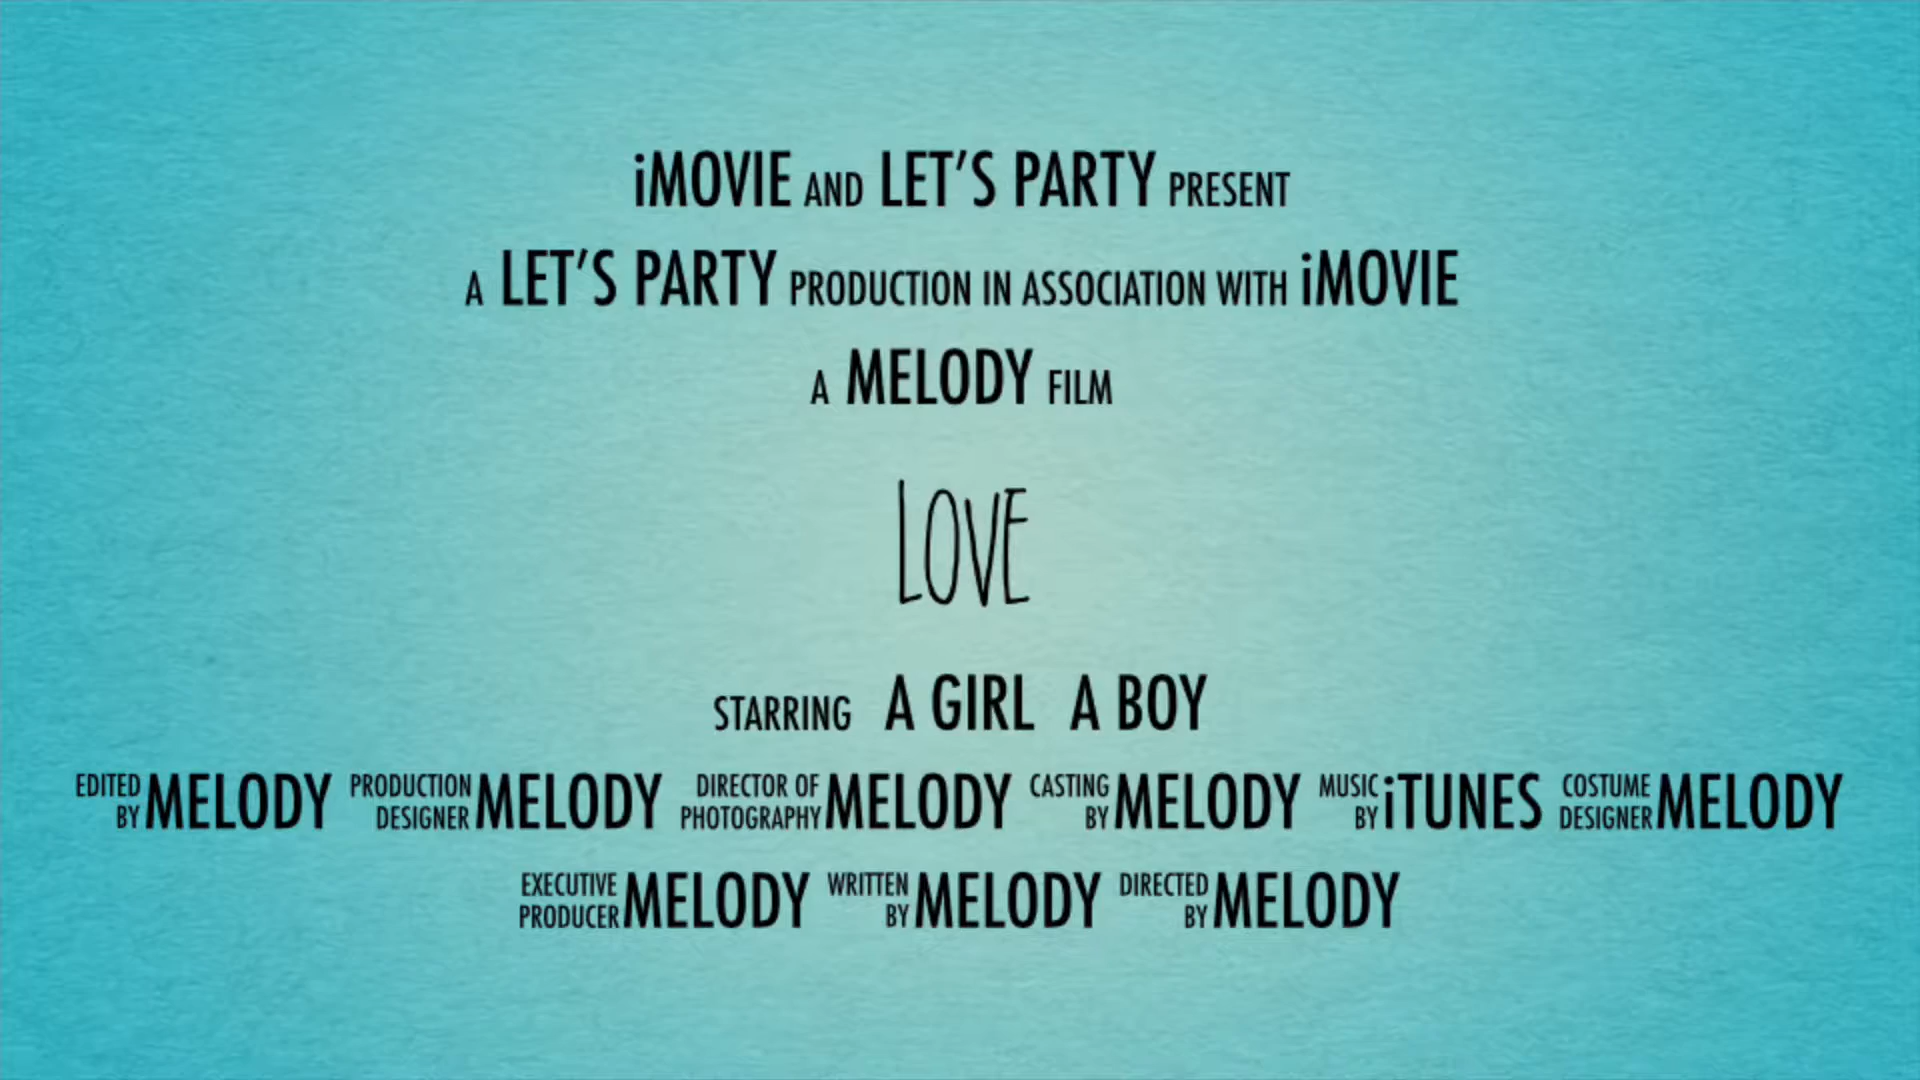 iMOVIE AND LET'S PARTY PRESENT
A LET'S PARTY PRODUCTION IN ASSOCIATION WITH iMOVIE
A MELODY FILM
LOVE
STARRING A GIRL A BOY
EDITED BY MELODY PRODUCTION DESIGNER MELODY DIRECTOR OF PHOTOGRAPHY MELODY CASTING BY MELODY MUSIC BY iTUNES COSTUME DESIGNER MELODY
EXECUTIVE PRODUCER MELODY WRITTEN BY MELODY DIRECTED BY MELODY